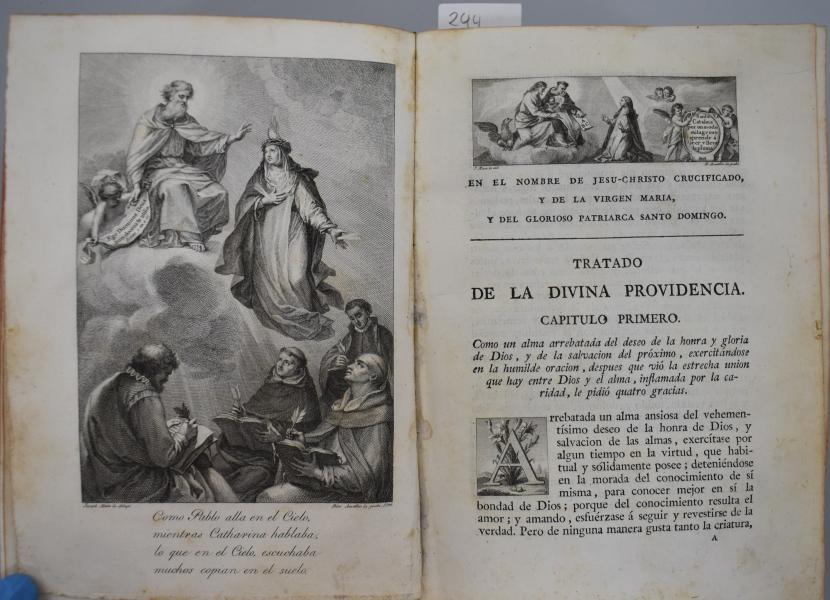 244
Como Pablo alla en el Cielo,
mientras Catharina hablaba;
lo que en el Cielo, escuchaba
muchos copian en el suelo.
EN EL NOMBRE DE JESU-CHRISTO CRUCIFICADO,
Y DE LA VIRGEN MARIA,
Y DEL GLORIOSO PATRIARCA SANTO DOMINGO.
TRATADO
DE LA DIVINA PROVIDENCIA.
CAPITULO PRIMERO.
Como un alma arrebatada del deseo de la honra y gloria
de Dios, y de la salvacion del próximo, exercitándose
en la humilde oracion, despues que vió la estrecha union
que hay entre Dios y el alma, inflamada por la ca-
ridad, le pidió quatro gracias.
Arrebatada un alma ansiosa del vehemen-
tísimo deseo de la honra de Dios, y
salvacion de las almas, exercítase por
algun tiempo en la virtud, que habi-
tual y sólidamente posee; deteniéndose
en la morada del conocimiento de sí
misma, para conocer mejor en sí la
bondad de Dios; porque del conocimiento resulta el
amor; y amando, esfuérzase á seguir y revestirse de la
verdad. Pero de ninguna manera gusta tanto la criatura,
A